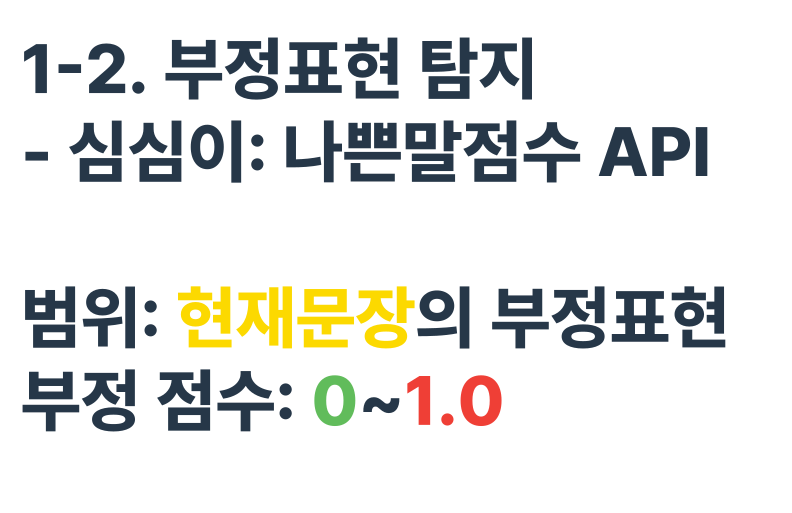 1-2. 부정표현 탐지
- 심심이: 나쁜말점수 API
범위: 현재문장의 부정표현
부정 점수: 0~1.0